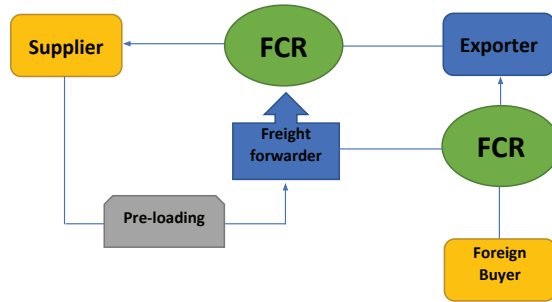 Supplier
FCR
Exporter
Freight
forwarder
FCR
Pre-loading
Foreign
Buyer